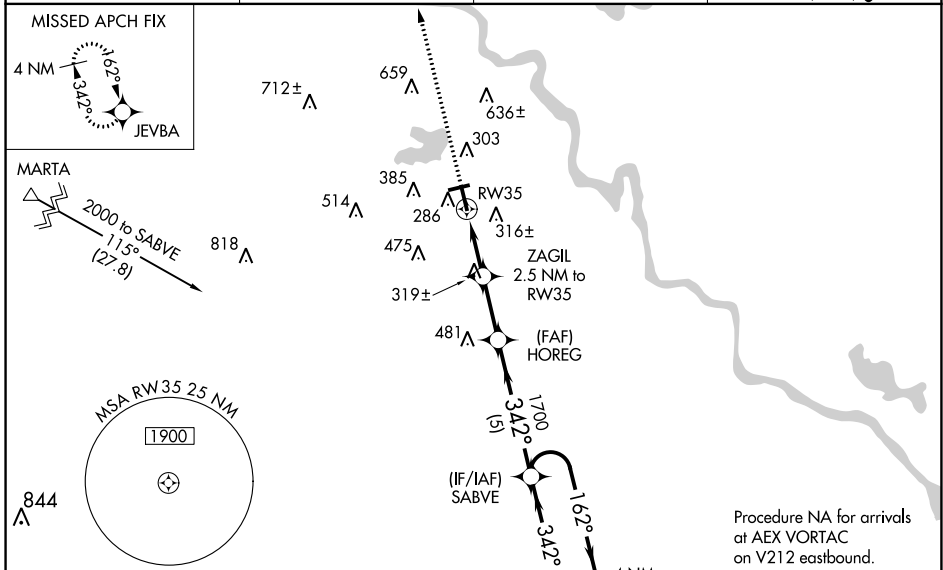 MISSED APCH FIX
4 NM
162°
342°
JEVBA
712±
659
636±
303
MARTA
385
RW35
514
286
316±
2000 to SABVE
115°
(27.8)
818
475
ZAGIL
2.5 NM to
RW35
319±
481
(FAF)
HOREG
MSA RW35 25 NM
1900
1700
342°
(5)
(IF/IAF)
SABVE
844
162°
342°
Procedure NA for arrivals
at AEX VORTAC
on V212 eastbound.
4 NM